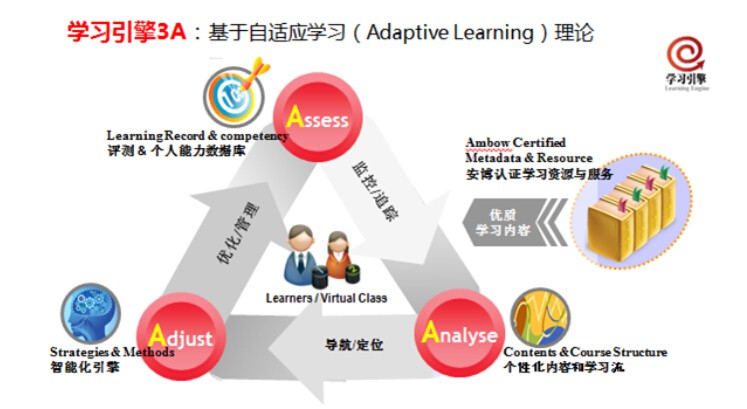 学习引擎3A：基于自适应学习（Adaptive Learning）理论
学习引擎
Learning Engine
Assess
Learning Record & competency
评测 & 个人能力数据库
监控/追踪
Ambow Certified
Metadata & Resource
安博认证学习资源与服务
优质
学习内容
优化/管理
Learners / Virtual Class
Adjust
Strategies & Methods
智能化引擎
导航/定位
Analyse
Contents & Course Structure
个性化内容和学习流